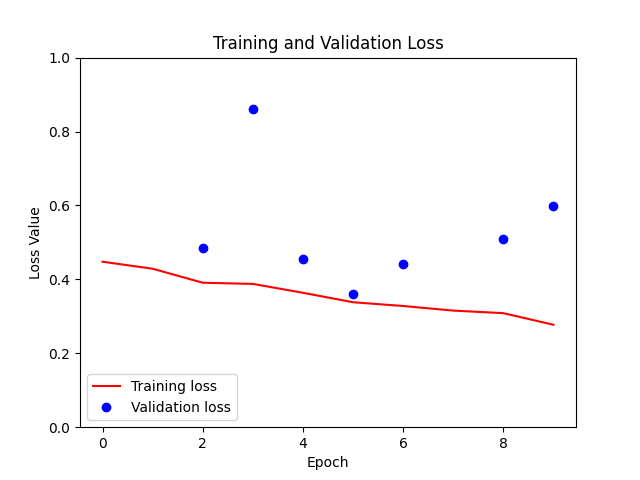 Training and Validation Loss
1.0
0.8
0.6
0.4
0.2
0.0
Loss Value
Training loss
Validation loss
0 2 4 6 8
Epoch